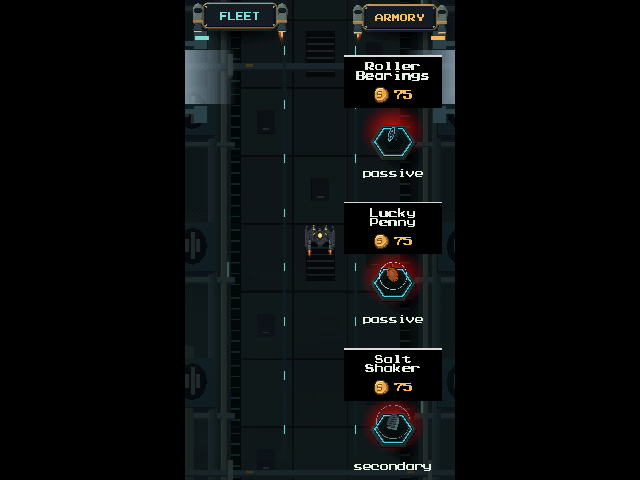 FLEET
ARMORY
Roller
Bearings
75
passive
Lucky
Penny
75
passive
Salt
Shaker
75
secondary